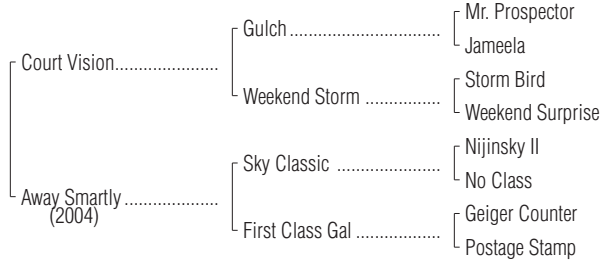 Mr. Prospector
Gulch
Jameela
Court Vision
Storm Bird
Weekend Storm
Weekend Surprise
Nijinsky II
Sky Classic
No Class
Away Smartly
(2004)
Geiger Counter
First Class Gal
Postage Stamp